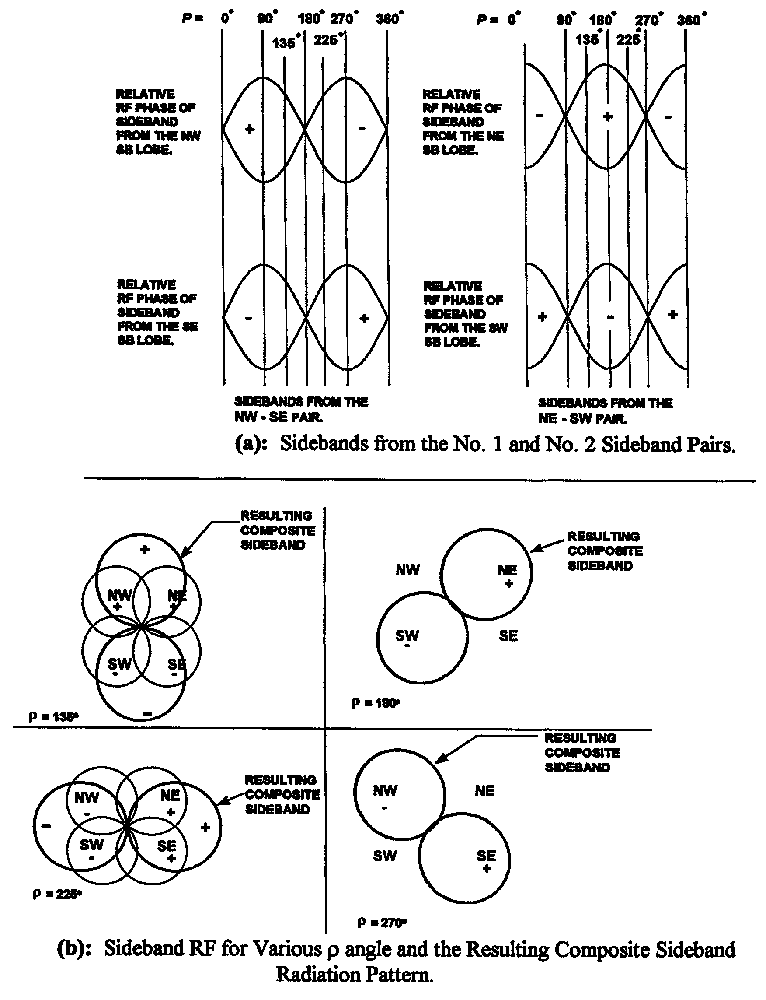 P = 0° 90° 180° 270° 360°
135° 225°
RELATIVE
RF PHASE OF
SIDEBAND
FROM THE NW
SB LOBE.
+ -
RELATIVE
RF PHASE OF
SIDEBAND
FROM THE SE
SB LOBE.
- +
SIDEBANDS FROM THE
NW - SE PAIR.
P = 0° 90° 180° 270° 360°
135° 225°
RELATIVE
RF PHASE OF
SIDEBAND
FROM THE NE
SB LOBE.
- + -
RELATIVE
RF PHASE OF
SIDEBAND
FROM THE SW
SB LOBE.
+ - +
SIDEBANDS FROM THE
NE - SW PAIR.
(a): Sidebands from the No. 1 and No. 2 Sideband Pairs.
RESULTING
COMPOSITE
SIDEBAND
+
NW NE
+ +
SW SE
- -
-
ρ = 135°
RESULTING
COMPOSITE
SIDEBAND
NW NE
+
SW SE
-
ρ = 180°
RESULTING
COMPOSITE
SIDEBAND
NW NE
- +
- +
SW SE
- +
ρ = 225°
RESULTING
COMPOSITE
SIDEBAND
NW NE
-
SW SE
+
ρ = 270°
(b): Sideband RF for Various ρ angle and the Resulting Composite Sideband
Radiation Pattern.